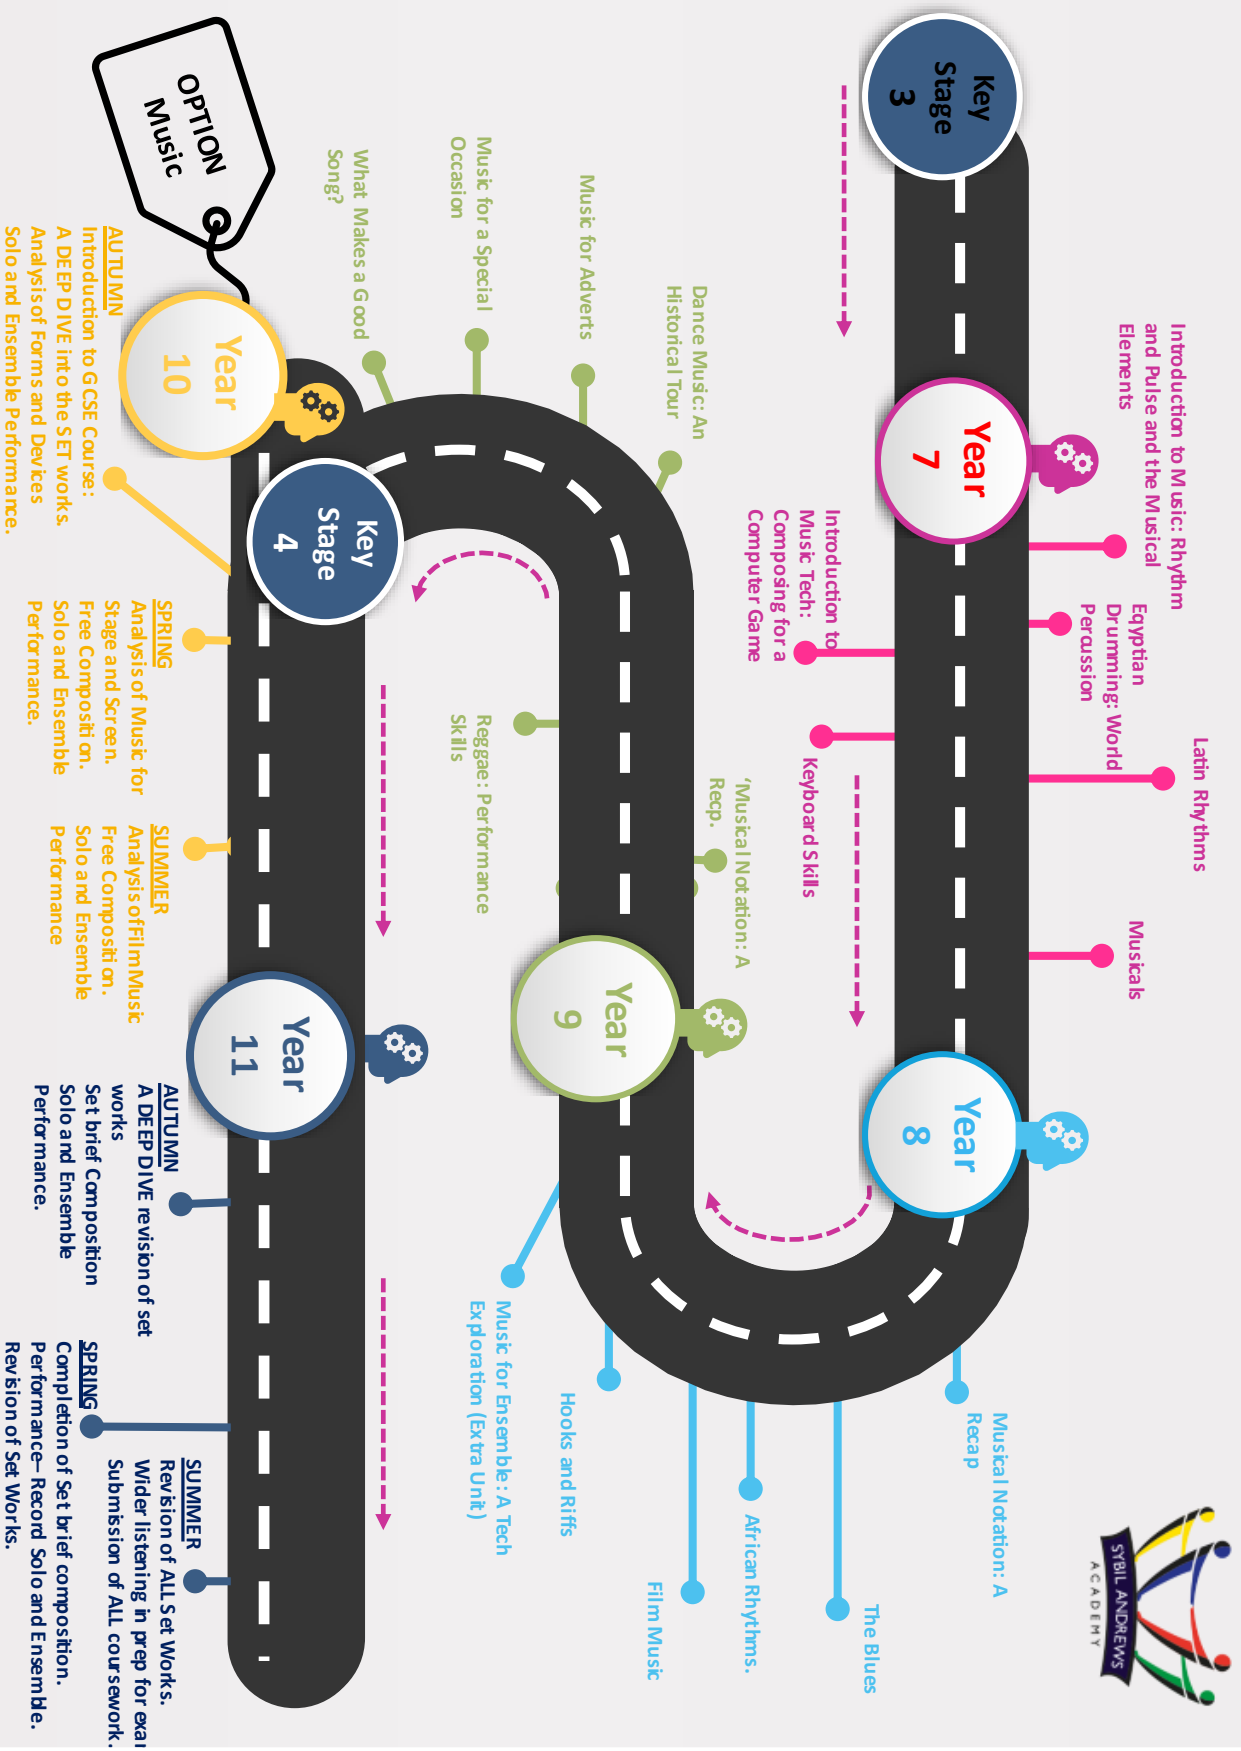 Key
Stage
3
Year
7
Introduction to Music: Rhythm
and Pulse and the Musical
Elements
Egyptian
Drumming: World
Percussion
Latin Rhythms
Musicals
Introduction to
Music Tech:
Composing for a
Computer Game
Keyboard Skills
Year
8
SYBIL ANDREWS
ACADEMY
Musical Notation: A
Recap
The Blues
African Rhythms.
Film Music
Hooks and Riffs
Music for Ensemble: A Tech
Exploration (Extra Unit)
Year
9
‘Musical Notation: A
Recp.
Reggae: Performance
Skills
Dance Music: An
Historical Tour
Music for Adverts
Music for a Special
Occasion
What Makes a Good
Song?
OPTION
Music
Key
Stage
4
Year
10
AUTUMN
Introduction to GCSE Course:
A DEEP DIVE into the SET works.
Analysis of Forms and Devices
Solo and Ensemble Performance.
SPRING
Analysis of Music for
Stage and Screen.
Free Composition.
Solo and Ensemble
Performance.
SUMMER
Analysis of Film Music
Free Composition.
Solo and Ensemble
Performance
Year
11
AUTUMN
A DEEP DIVE revision of set
works
Set brief Composition
Solo and Ensemble
Performance.
SPRING
Completion of Set brief composition.
Performance– Record Solo and Ensemble.
Revision of Set Works.
SUMMER
Revision of ALL Set Works.
Wider listening in prep for exa
Submission of ALL coursework.